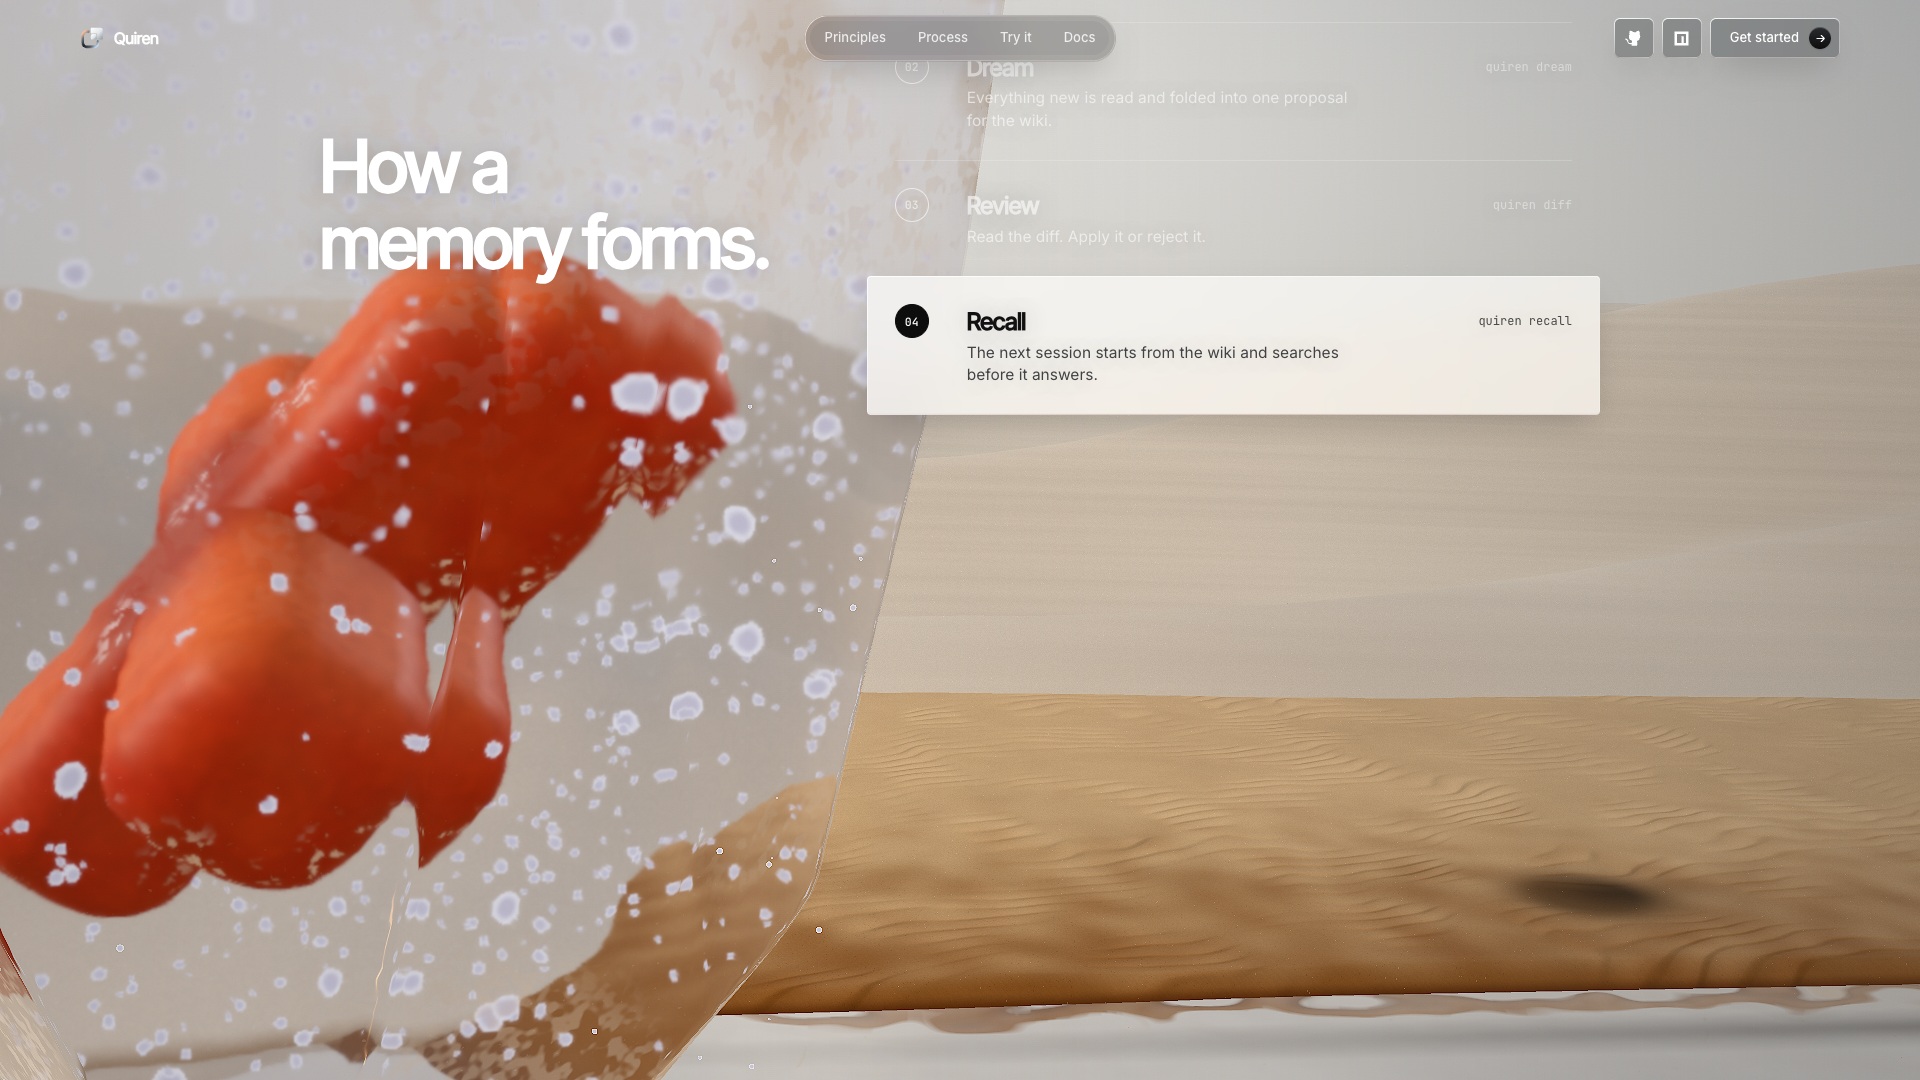 Quiren
Principles
Process
Try it
Docs
Get started
How a
memory forms.
02
Dream
quiren dream
Everything new is read and folded into one proposal
for the wiki.
03
Review
quiren diff
Read the diff. Apply it or reject it.
04
Recall
quiren recall
The next session starts from the wiki and searches
before it answers.